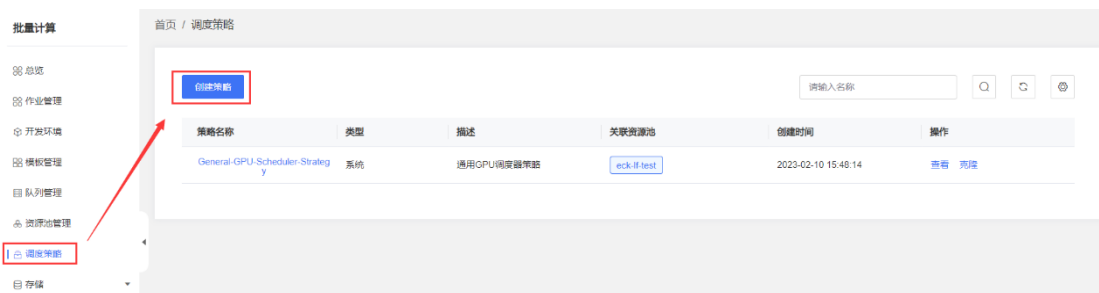 批量计算
首页 / 调度策略
总览
作业管理
开发环境
模板管理
队列管理
资源池管理
调度策略
存储
创建策略
请输入名称
策略名称 类型 描述 关联资源池 创建时间 操作
General-GPU-Scheduler-Strateg
y
系统 通用GPU调度器策略 eck-lf-test 2023-02-10 15:48:14 查看 克隆